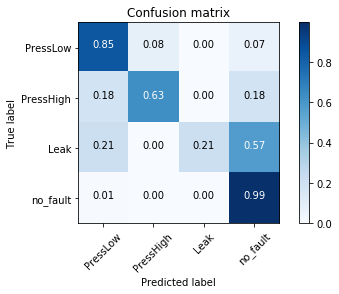 Confusion matrix
True label
PressLow 0.85 0.08 0.00 0.07
PressHigh 0.18 0.63 0.00 0.18
Leak 0.21 0.00 0.21 0.57
no_fault 0.01 0.00 0.00 0.99
PressLow PressHigh Leak no_fault
Predicted label
0.8
0.6
0.4
0.2
0.0